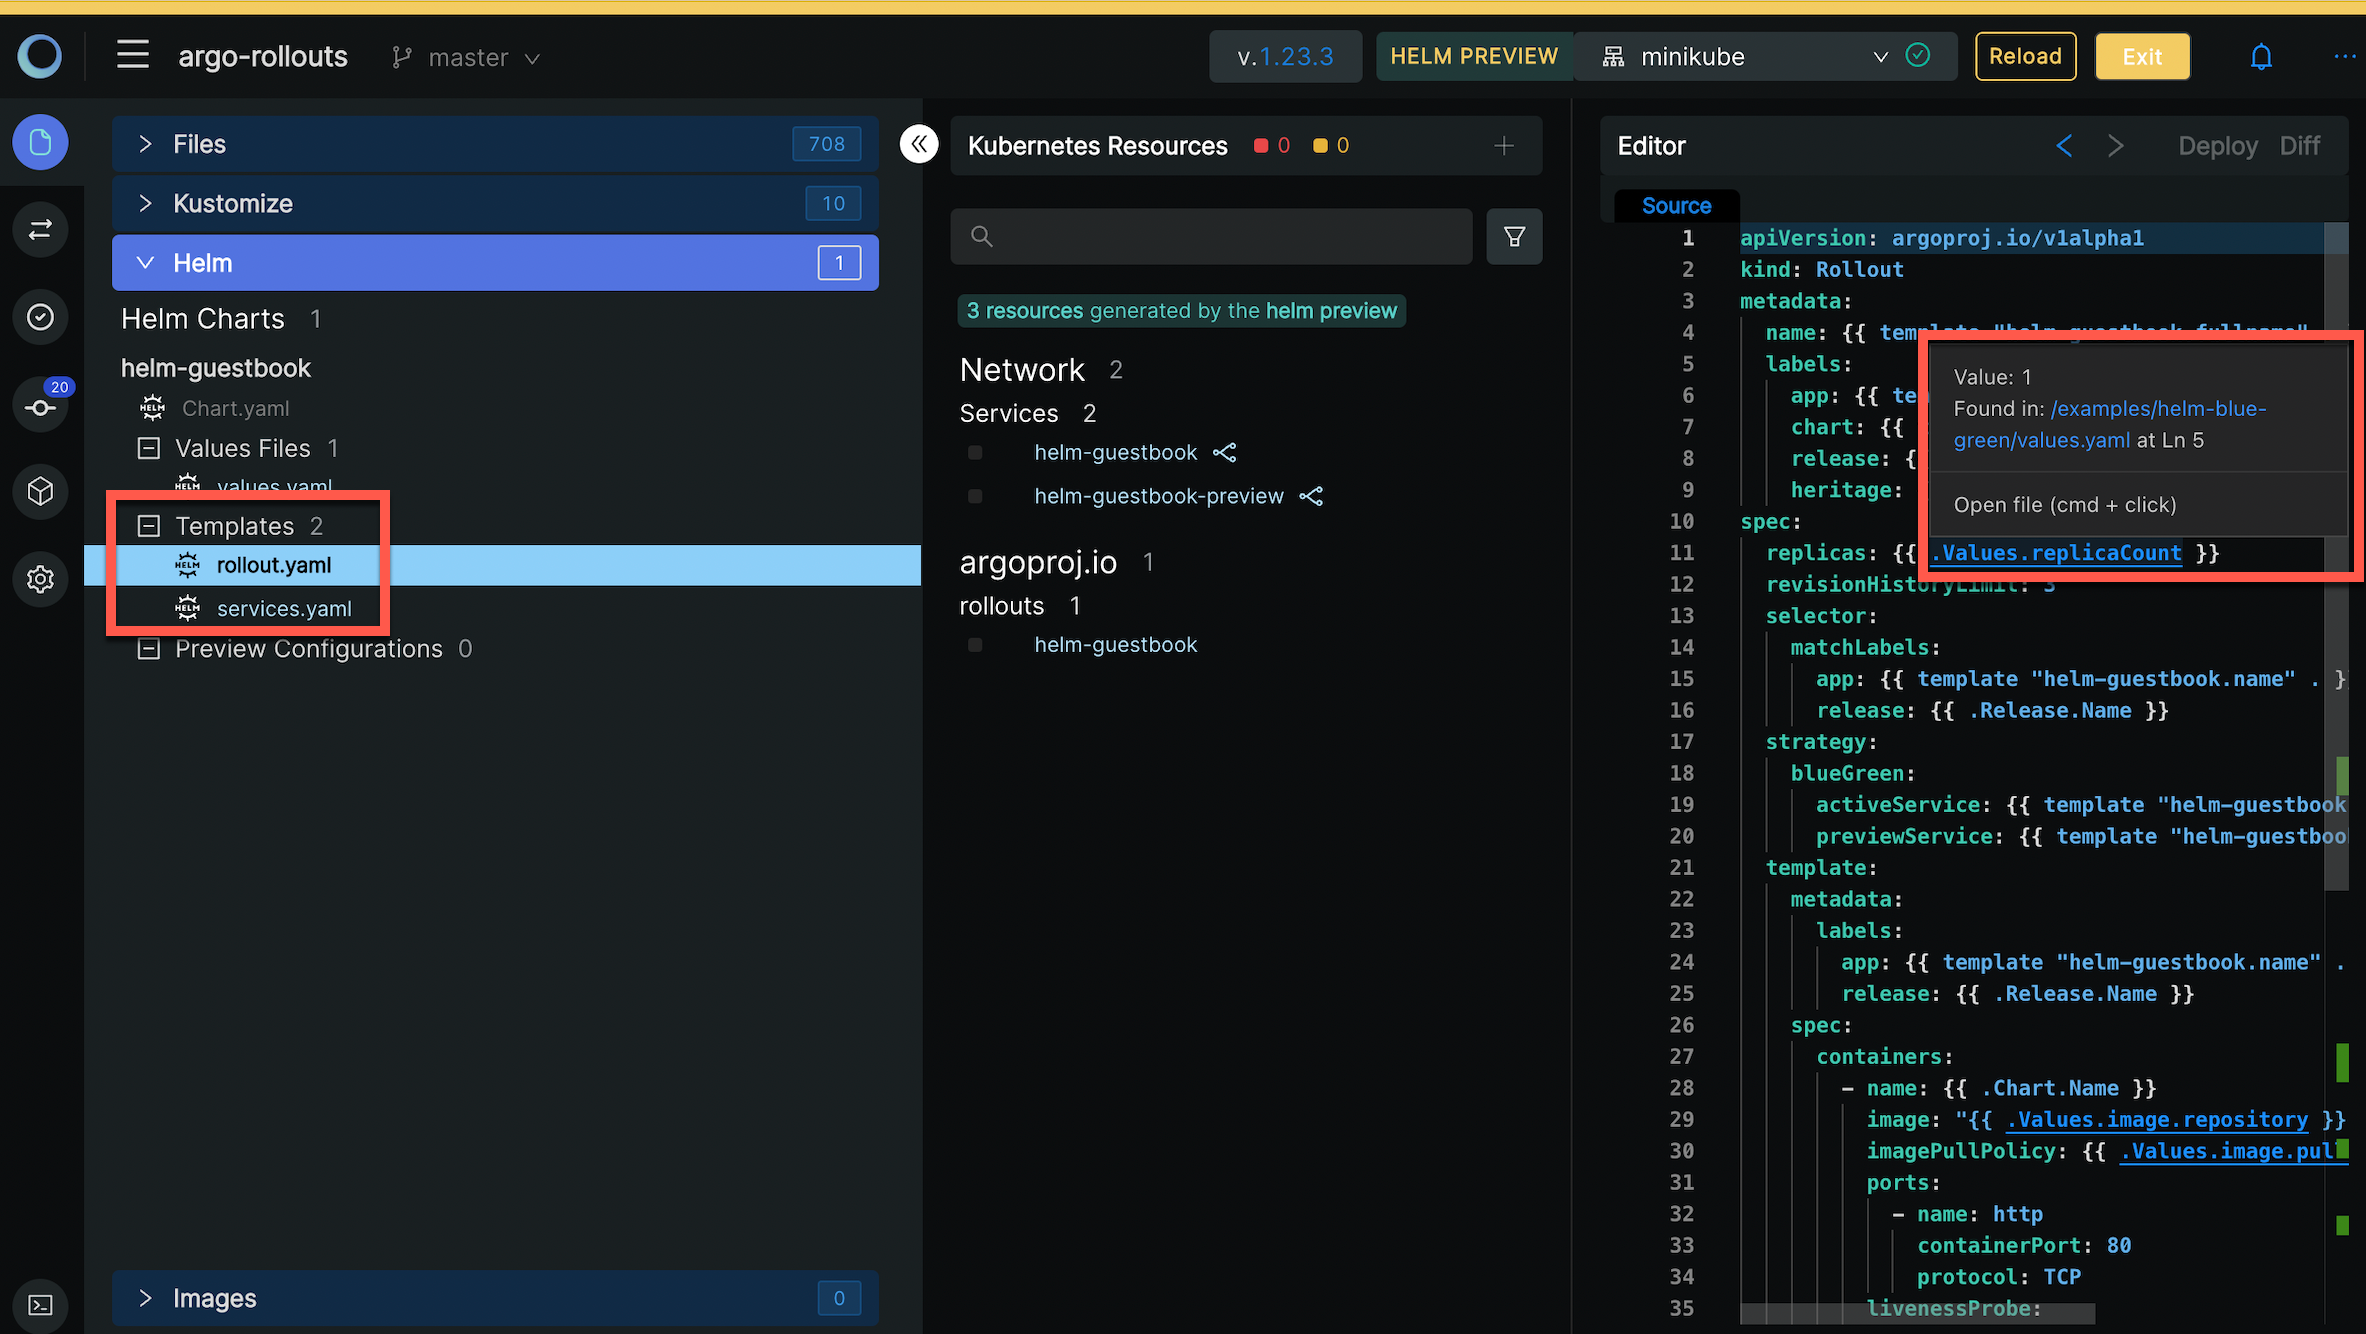 argo-rollouts master v.1.23.3 HELM PREVIEW minikube Reload Exit
Files 708
Kustomize 10
Helm 1
Helm Charts 1
helm-guestbook
Chart.yaml
Values Files 1
values.yaml
Templates 2
rollout.yaml
services.yaml
Preview Configurations 0
Images 0
20
Kubernetes Resources 0 0
3 resources generated by the helm preview
Network 2
Services 2
helm-guestbook
helm-guestbook-preview
argoproj.io 1
rollouts 1
helm-guestbook
Editor Deploy Diff
Source
1 apiVersion: argoproj.io/v1alpha1
2 kind: Rollout
3 metadata:
4 name: {{ template "helm-guestbook.fullname"
5 labels:
6 app: {{ te
7 chart: {{
8 release: {
9 heritage:
Value: 1
Found in: /examples/helm-blue-
green/values.yaml at Ln 5
Open file (cmd + click)
10 spec:
11 replicas: {{ .Values.replicaCount }}
12 revisionHistoryLimit: 3
13 selector:
14 matchLabels:
15 app: {{ template "helm-guestbook.name" . }
16 release: {{ .Release.Name }}
17 strategy:
18 blueGreen:
19 activeService: {{ template "helm-guestbook
20 previewService: {{ template "helm-guestboo
21 template:
22 metadata:
23 labels:
24 app: {{ template "helm-guestbook.name" .
25 release: {{ .Release.Name }}
26 spec:
27 containers:
28 - name: {{ .Chart.Name }}
29 image: "{{ .Values.image.repository }}
30 imagePullPolicy: {{ .Values.image.pul
31 ports:
32 - name: http
33 containerPort: 80
34 protocol: TCP
35 livenessProbe: